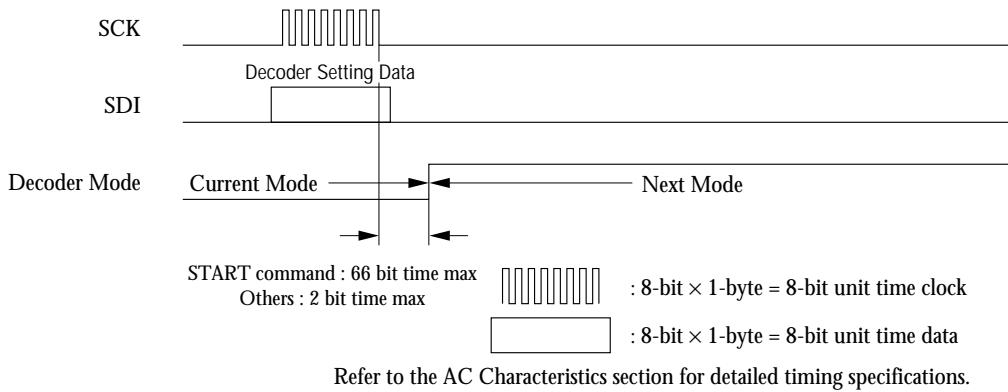 SCK
Decoder Setting Data
SDI
Decoder Mode
Current Mode
Next Mode
START command : 66 bit time max
Others : 2 bit time max
: 8-bit × 1-byte = 8-bit unit time clock
: 8-bit × 1-byte = 8-bit unit time data
Refer to the AC Characteristics section for detailed timing specifications.